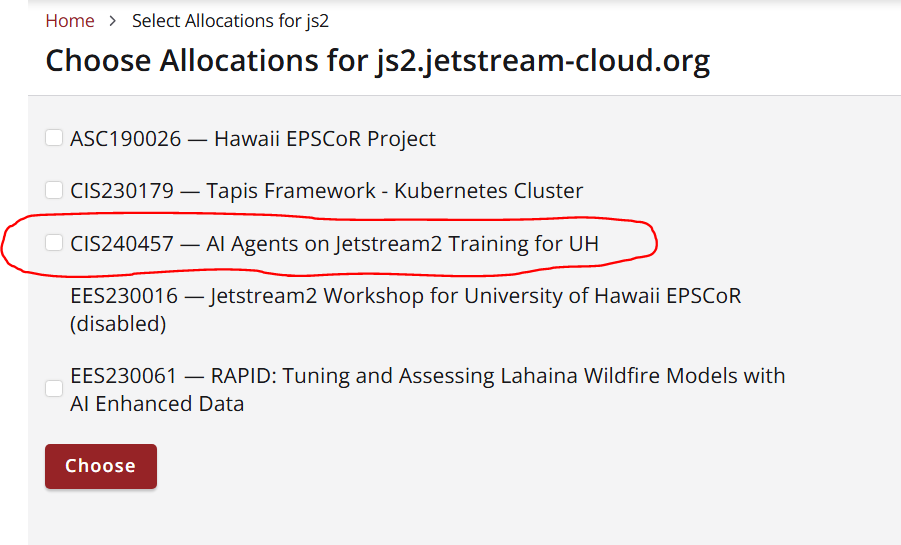 Home > Select Allocations for js2
Choose Allocations for js2.jetstream-cloud.org
ASC190026 — Hawaii EPSCoR Project
CIS230179 — Tapis Framework - Kubernetes Cluster
CIS240457 — AI Agents on Jetstream2 Training for UH
EES230016 — Jetstream2 Workshop for University of Hawaii EPSCoR
(disabled)
EES230061 — RAPID: Tuning and Assessing Lahaina Wildfire Models with
AI Enhanced Data
Choose